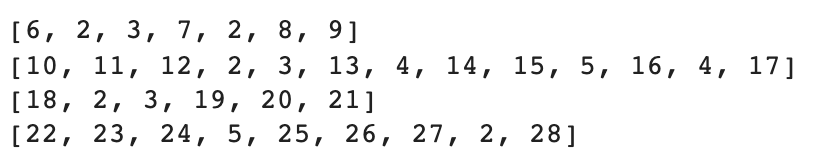 [6, 2, 3, 7, 2, 8, 9]
[10, 11, 12, 2, 3, 13, 4, 14, 15, 5, 16, 4, 17]
[18, 2, 3, 19, 20, 21]
[22, 23, 24, 5, 25, 26, 27, 2, 28]